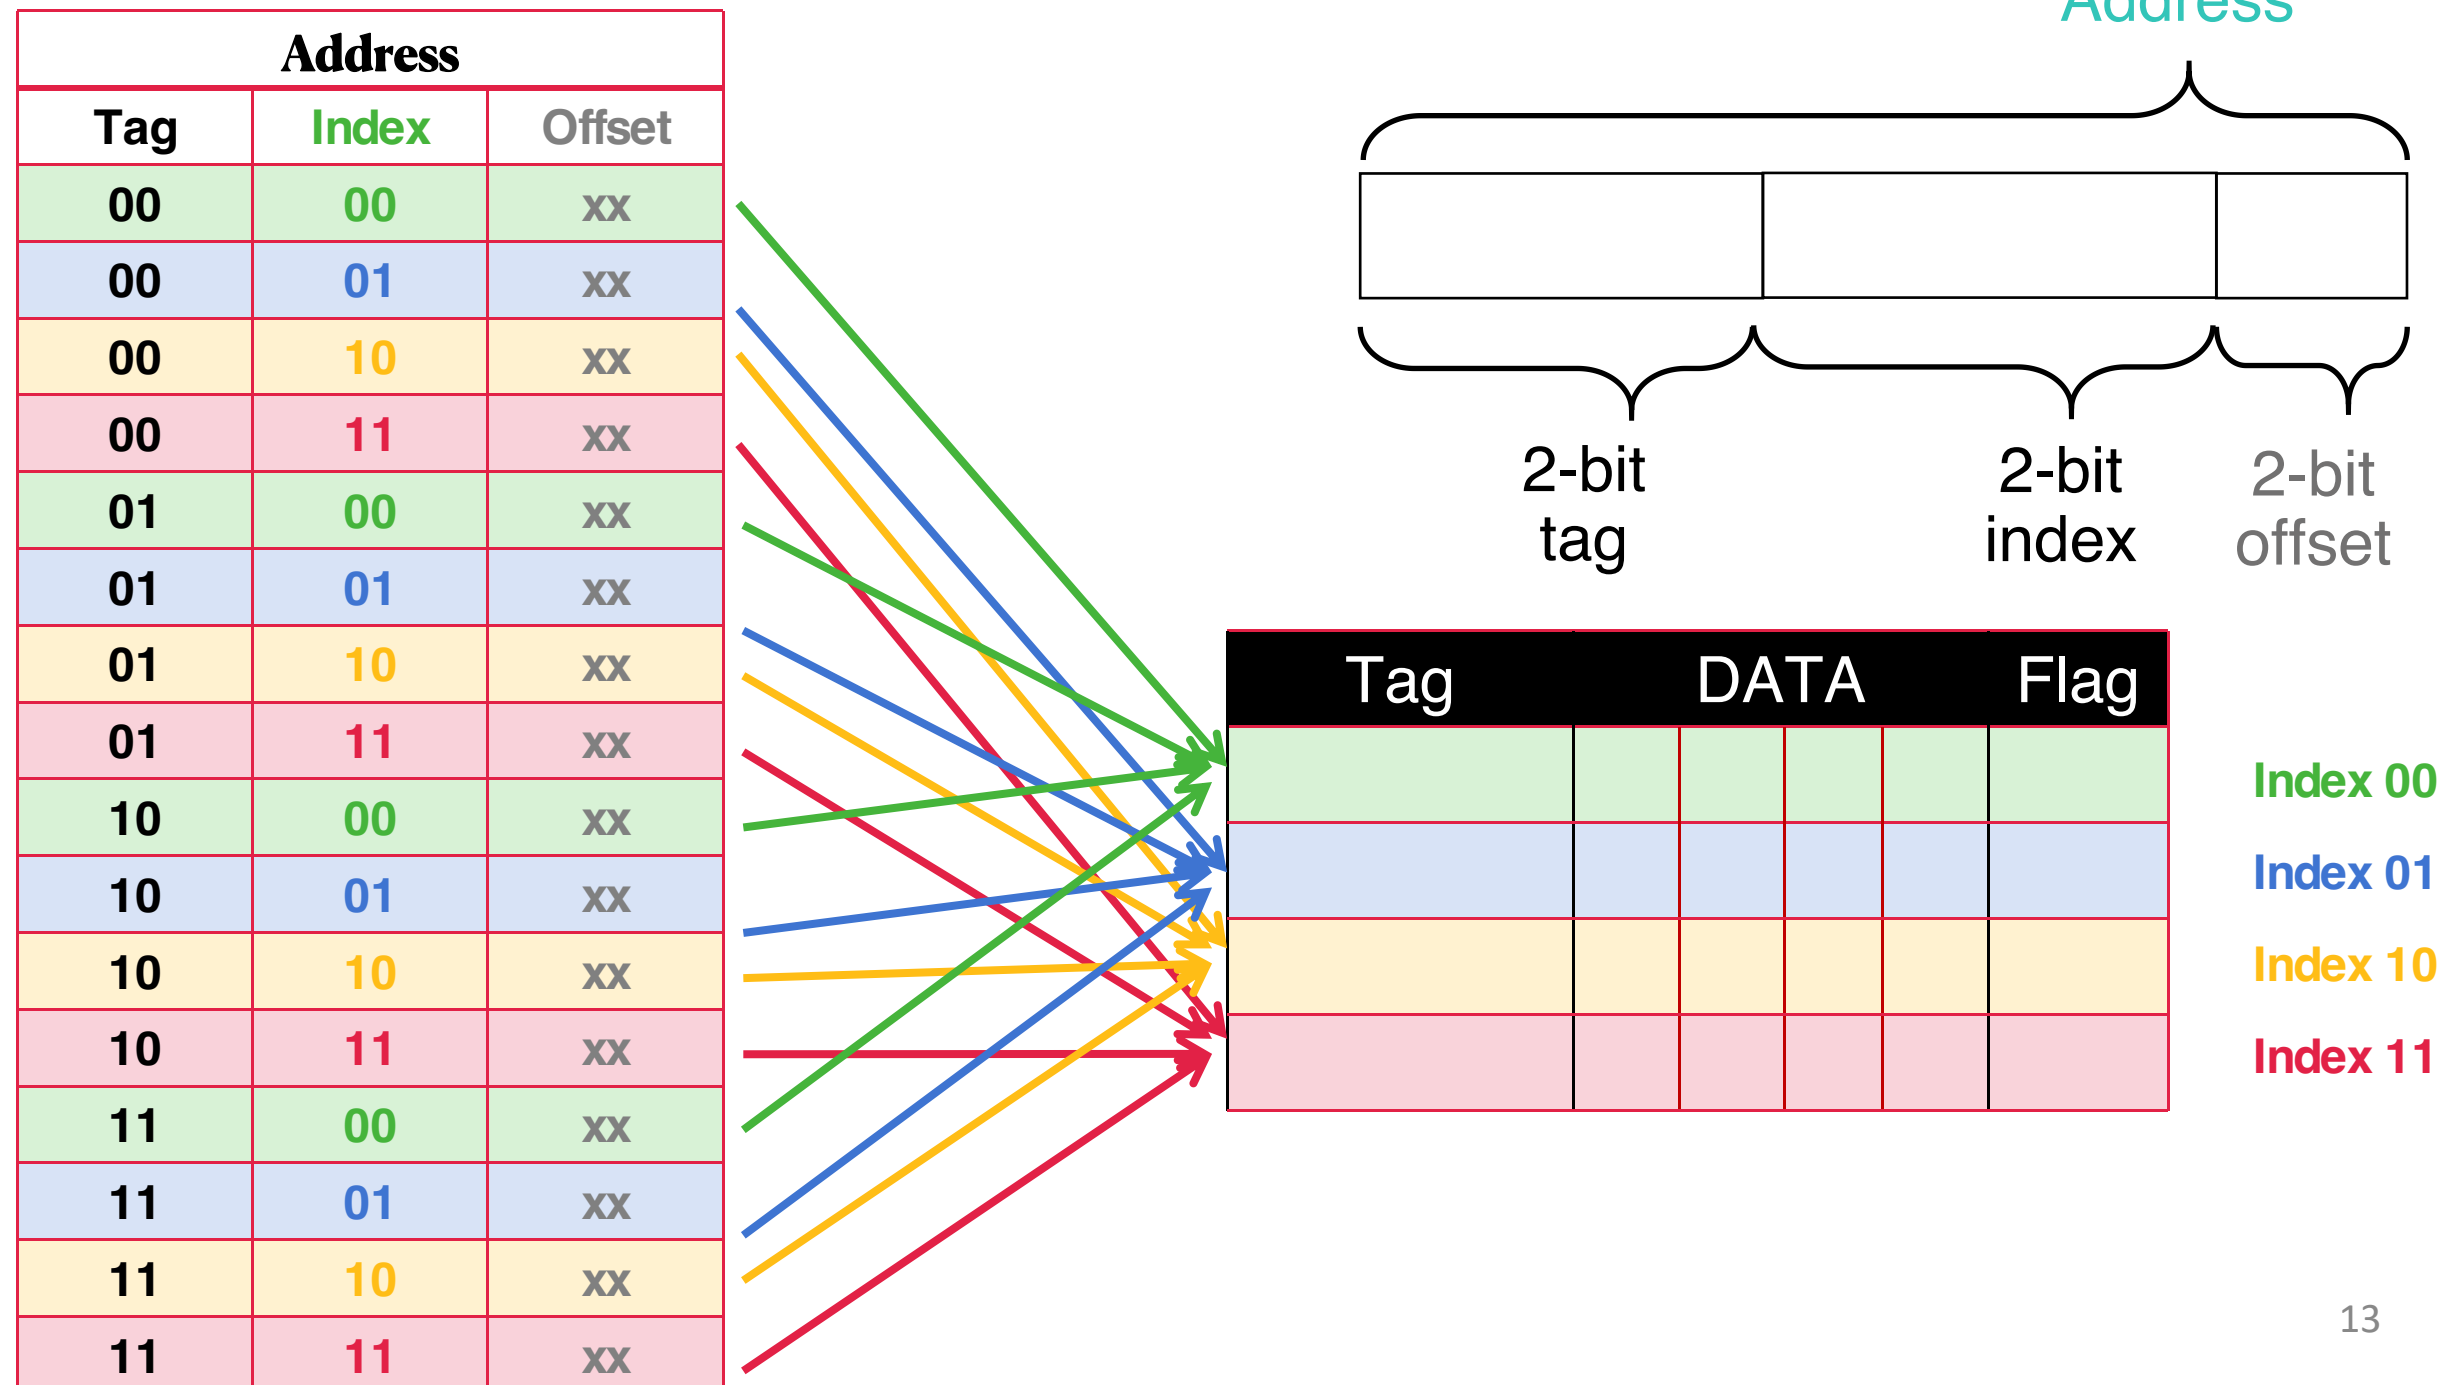 Address
Tag Index Offset
00 00 xx
00 01 xx
00 10 xx
00 11 xx
01 00 xx
01 01 xx
01 10 xx
01 11 xx
10 00 xx
10 01 xx
10 10 xx
10 11 xx
11 00 xx
11 01 xx
11 10 xx
11 11 xx
Address
2-bit
tag
2-bit
index
2-bit
offset
Tag DATA Flag
Index 00
Index 01
Index 10
Index 11
13